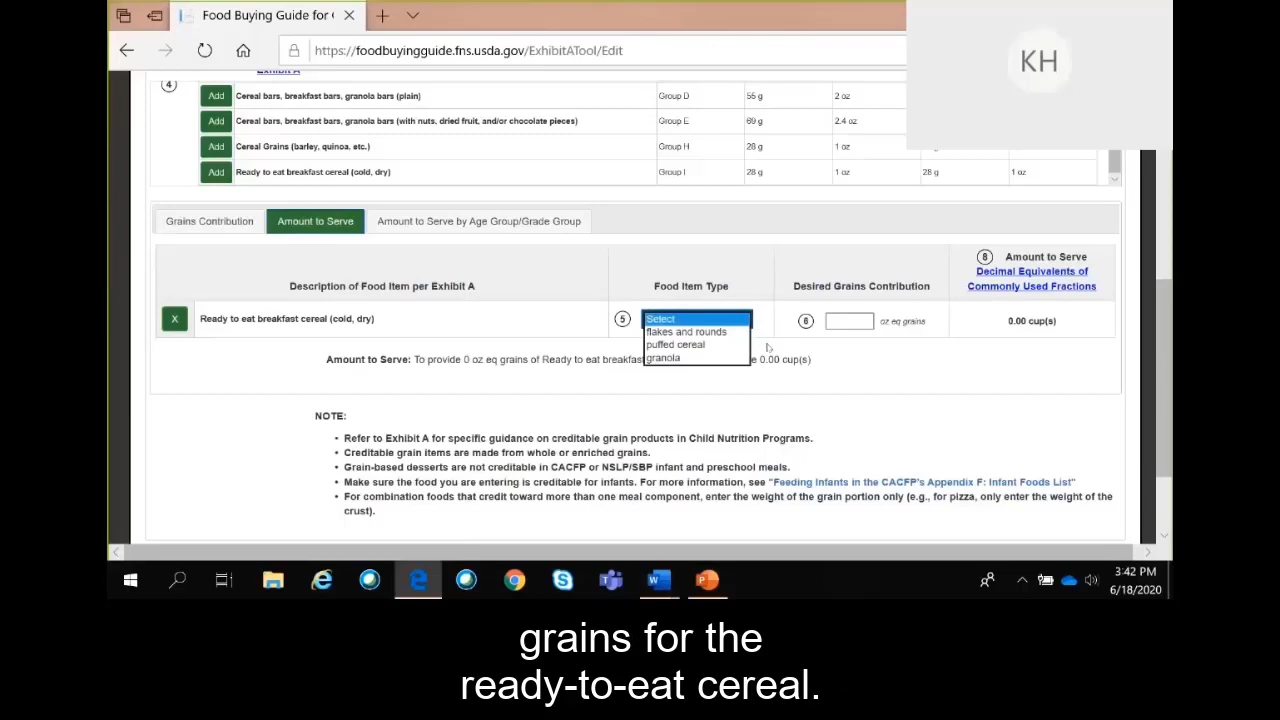 Food Buying Guide for
https://foodbuyingguide.fns.usda.gov/ExhibitATool/Edit
KH
Exhibit A
4
Add Cereal bars, breakfast bars, granola bars (plain) Group D 55 g 2 oz
Add Cereal bars, breakfast bars, granola bars (with nuts, dried fruit, and/or chocolate pieces) Group E 69 g 2.4 oz
Add Cereal Grains (barley, quinoa, etc.) Group H 28 g 1 oz
Add Ready to eat breakfast cereal (cold, dry) Group I 28 g 1 oz 28 g 1 oz
Grains Contribution Amount to Serve Amount to Serve by Age Group/Grade Group
Description of Food Item per Exhibit A Food Item Type Desired Grains Contribution 8 Amount to Serve
Decimal Equivalents of
Commonly Used Fractions
X Ready to eat breakfast cereal (cold, dry) 5 Select 6 oz eq grains 0.00 cup(s)
flakes and rounds
puffed cereal
granola
Amount to Serve: To provide 0 oz eq grains of Ready to eat breakfast 0.00 cup(s)
NOTE:
• Refer to Exhibit A for specific guidance on creditable grain products in Child Nutrition Programs.
• Creditable grain items are made from whole or enriched grains.
• Grain-based desserts are not creditable in CACFP or NSLP/SBP infant and preschool meals.
• Make sure the food you are entering is creditable for infants. For more information, see "Feeding Infants in the CACFP's Appendix F: Infant Foods List"
• For combination foods that credit toward more than one meal component, enter the weight of the grain portion only (e.g., for pizza, only enter the weight of the
crust).
3:42 PM
6/18/2020
grains for the
ready-to-eat cereal.